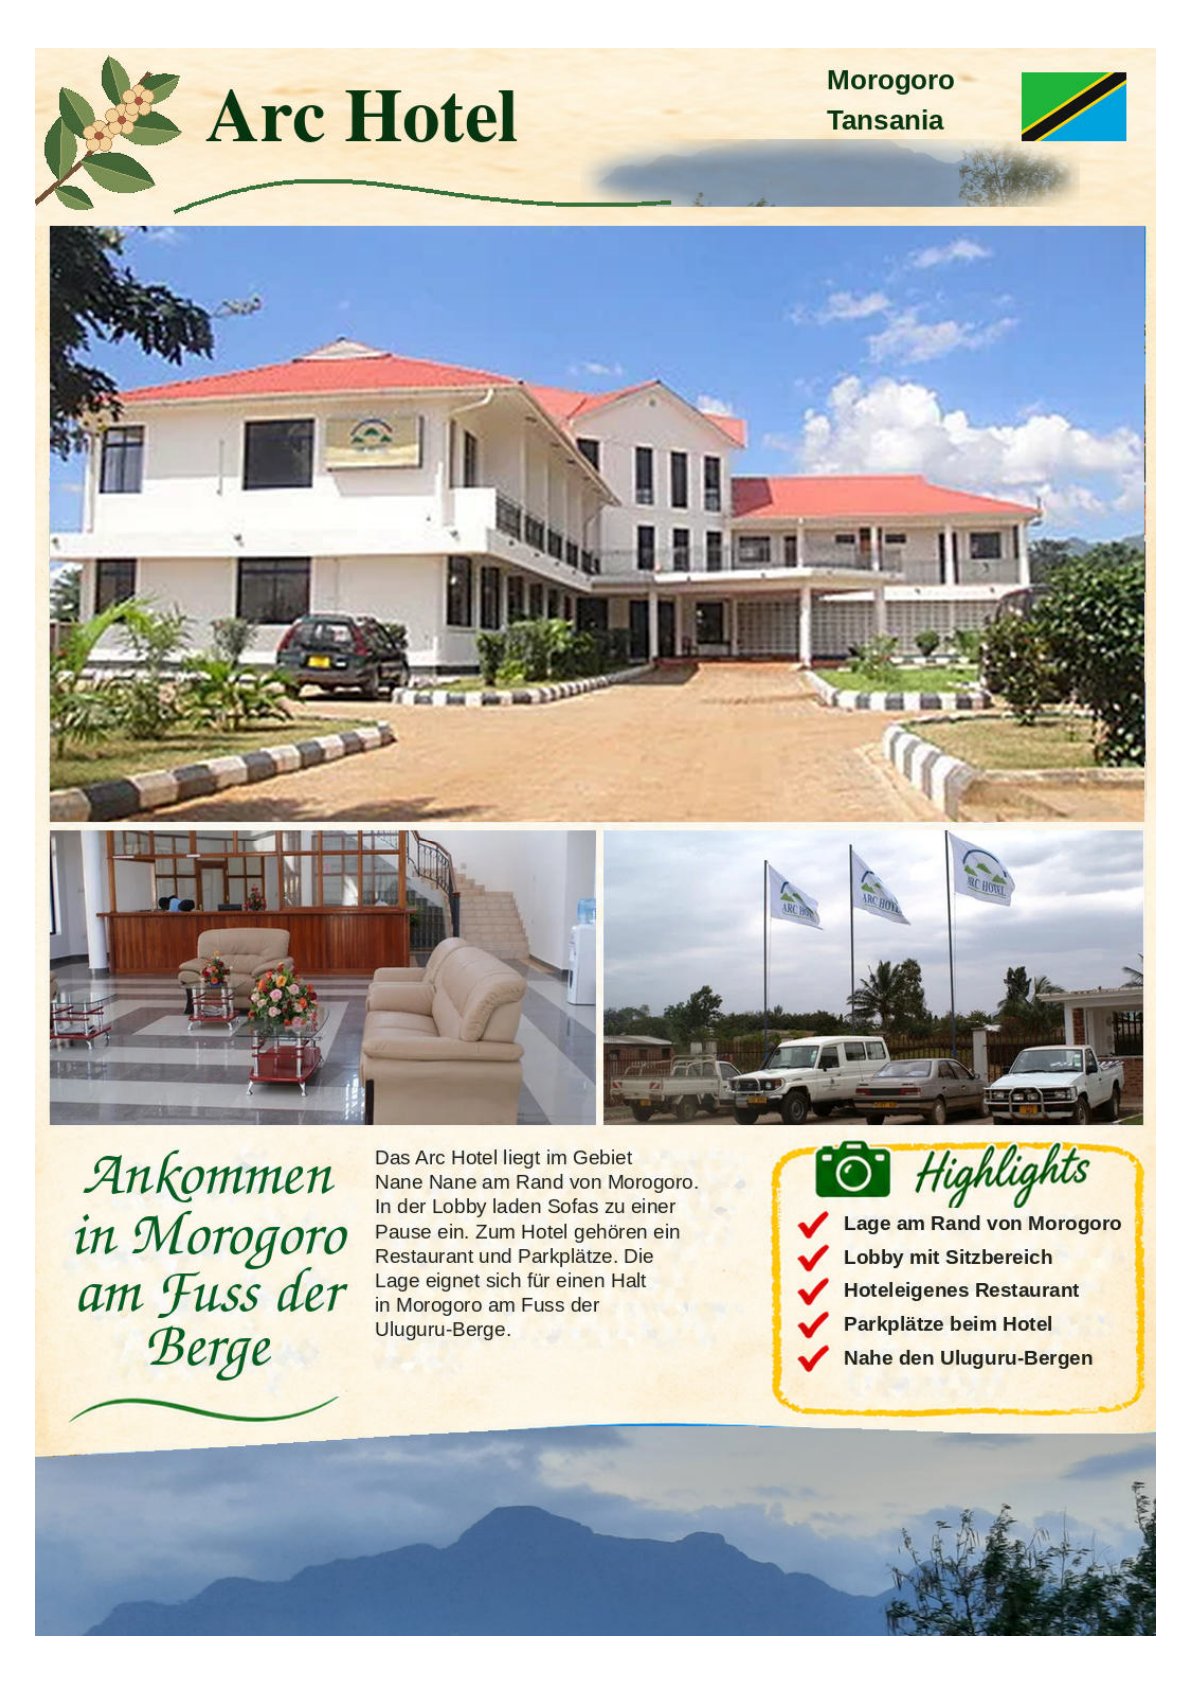 Arc Hotel
Morogoro
Tansania
ARC HOTEL
ARC HOTEL
Ankommen
in Morogoro
am Fuss der
Berge
Das Arc Hotel liegt im Gebiet
Nane Nane am Rand von Morogoro.
In der Lobby laden Sofas zu einer
Pause ein. Zum Hotel gehören ein
Restaurant und Parkplätze. Die
Lage eignet sich für einen Halt
in Morogoro am Fuss der
Uluguru-Berge.
Highlights
Lage am Rand von Morogoro
Lobby mit Sitzbereich
Hoteleigenes Restaurant
Parkplätze beim Hotel
Nahe den Uluguru-Bergen